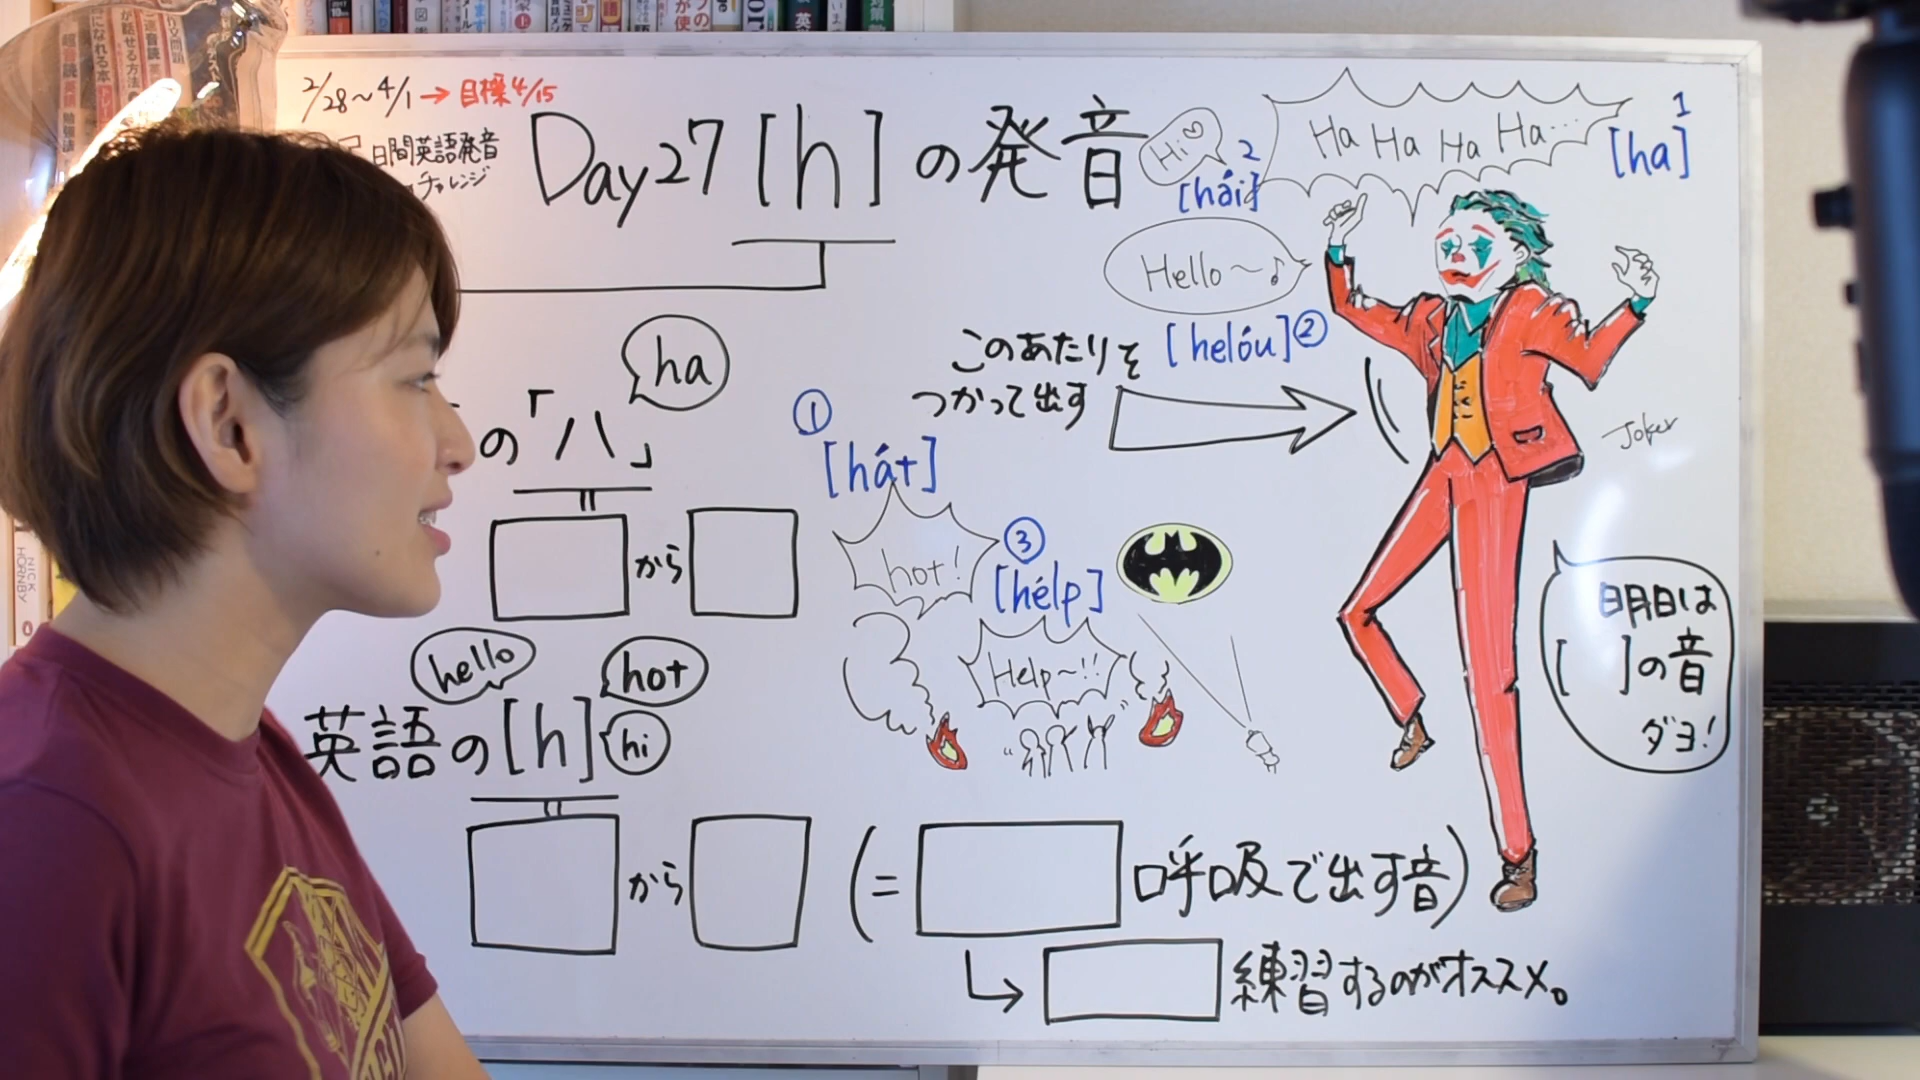 2/28～4/1→目標4/15
日間英語発音
チャレンジ
Day27 [h]の発音
Hi
2
[hái]
Ha Ha Ha Ha…
1
[ha]
Hello～♪
[helóu]②
このあたりを
つかって出す
Joker
ha
の「ハ」
から
①
[hát]
hot!
③
[hélp]
Help～!!
hello
hot
hi
英語の[h]
から
(= 呼吸で出す音)
↳ 練習するのがオススメ。
明日は
[ ]の音
ダヨ!
NICK
HORNBY